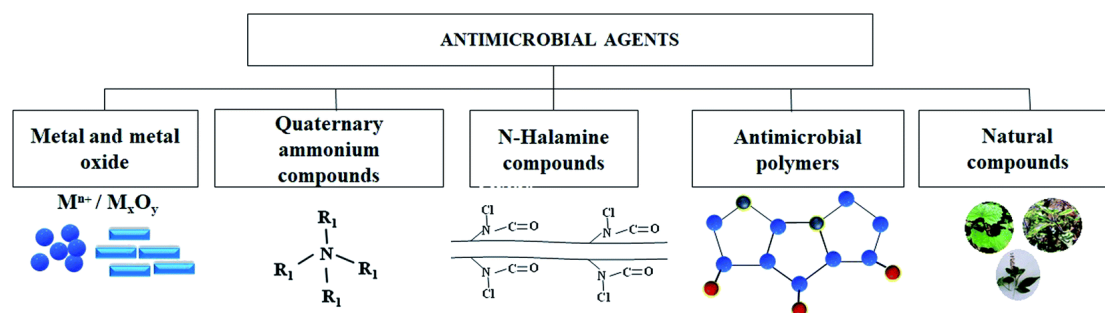 ANTIMICROBIAL AGENTS
Metal and metal
oxide
Quaternary
ammonium
compounds
N-Halamine
compounds
Antimicrobial
polymers
Natural
compounds
Mⁿ⁺ / MₓOᵧ
R₁
R₁ N R₁
R₁
Cl
N C=O
Cl
N C=O
N C=O
Cl
N C=O
Cl